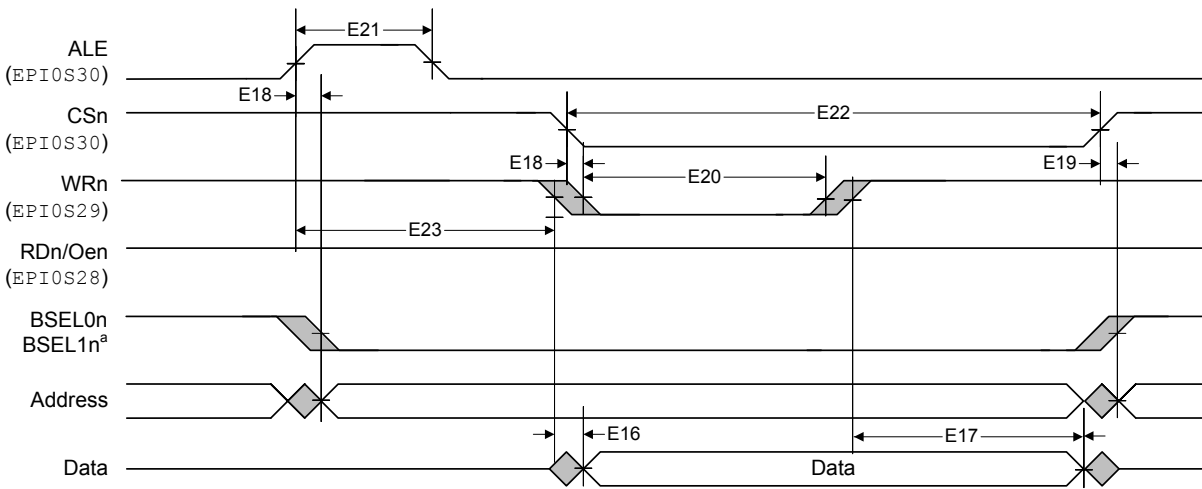 E21
ALE
(EPI0S30)
E18
CSn
E22
(EPI0S30)
E18
E19
WRn
E20
(EPI0S29)
E23
RDn/Oen
(EPI0S28)
BSEL0n
BSEL1nᵃ
Address
E16
E17
Data
Data